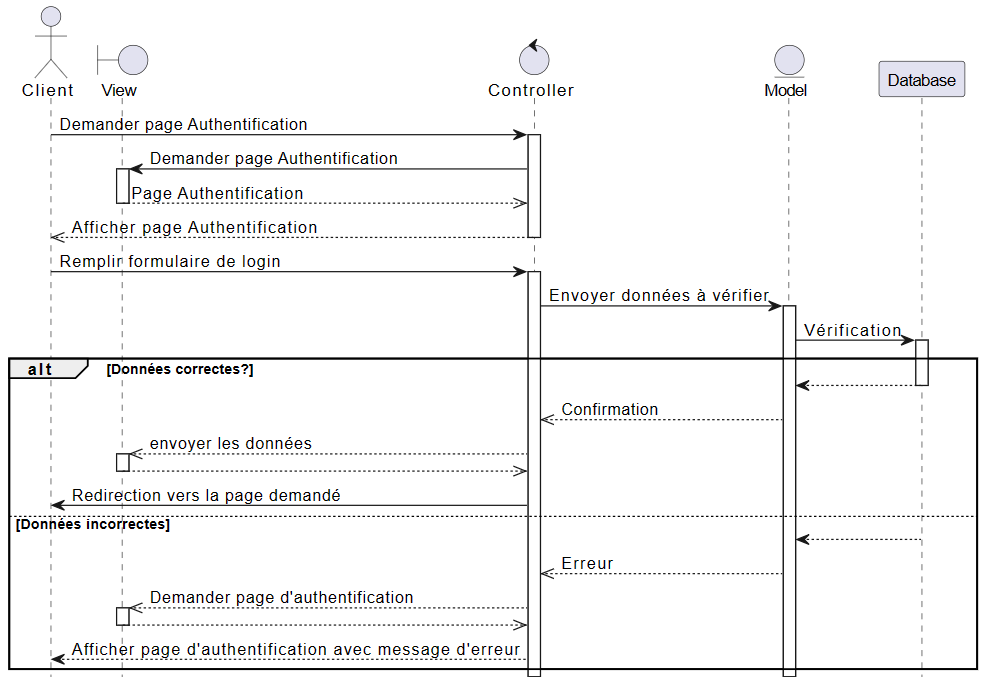 Client
View
Controller
Model
Database
Demander page Authentification
Demander page Authentification
Page Authentification
Afficher page Authentification
Remplir formulaire de login
Envoyer données à vérifier
Vérification
alt [Données correctes?]
Confirmation
envoyer les données
Redirection vers la page demandé
[Données incorrectes]
Erreur
Demander page d'authentification
Afficher page d'authentification avec message d'erreur